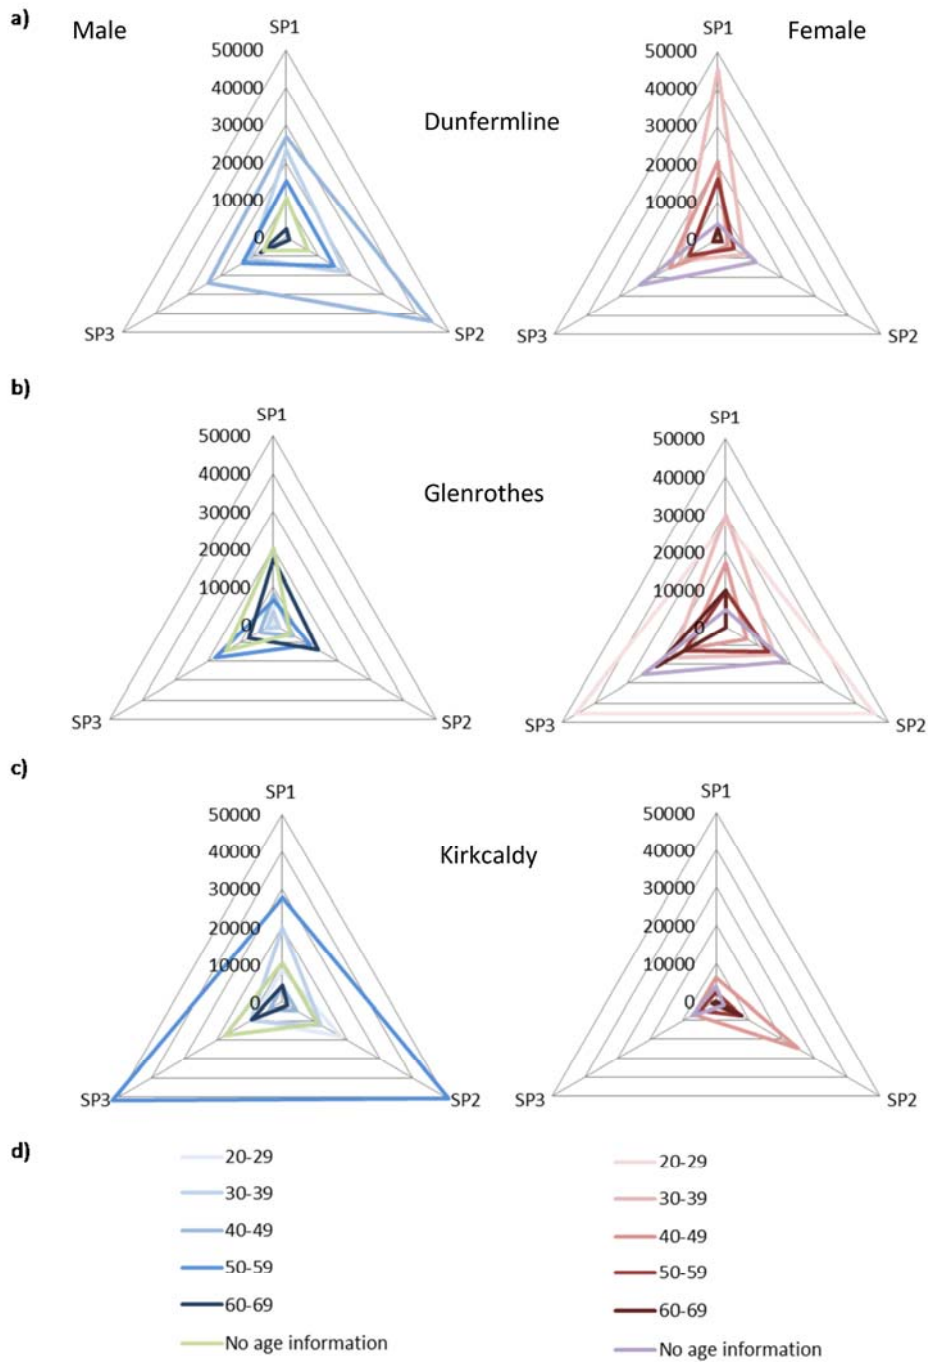 a)
Male
SP1
50000
40000
30000
20000
10000
0
SP3
SP2
Dunfermline
Female
SP1
50000
40000
30000
20000
10000
0
SP3
SP2
b)
SP1
50000
40000
30000
20000
10000
0
SP3
SP2
Glenrothes
SP1
50000
40000
30000
20000
10000
0
SP3
SP2
c)
SP1
50000
40000
30000
20000
10000
0
SP3
SP2
Kirkcaldy
SP1
50000
40000
30000
20000
10000
0
SP3
SP2
d)
20-29
30-39
40-49
50-59
60-69
No age information
20-29
30-39
40-49
50-59
60-69
No age information